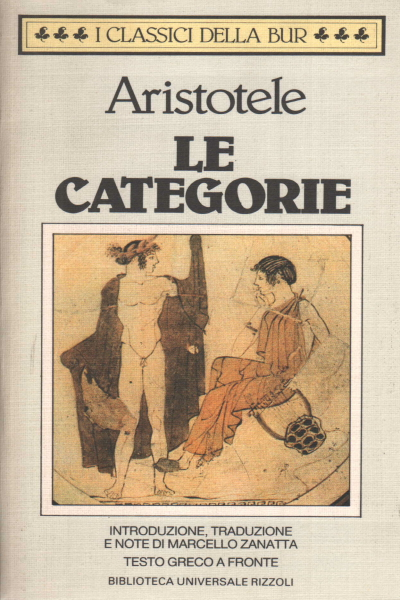 I CLASSICI DELLA BUR
Aristotele
LE
CATEGORIE
INTRODUZIONE, TRADUZIONE
E NOTE DI MARCELLO ZANATTA
TESTO GRECO A FRONTE
BIBLIOTECA UNIVERSALE RIZZOLI